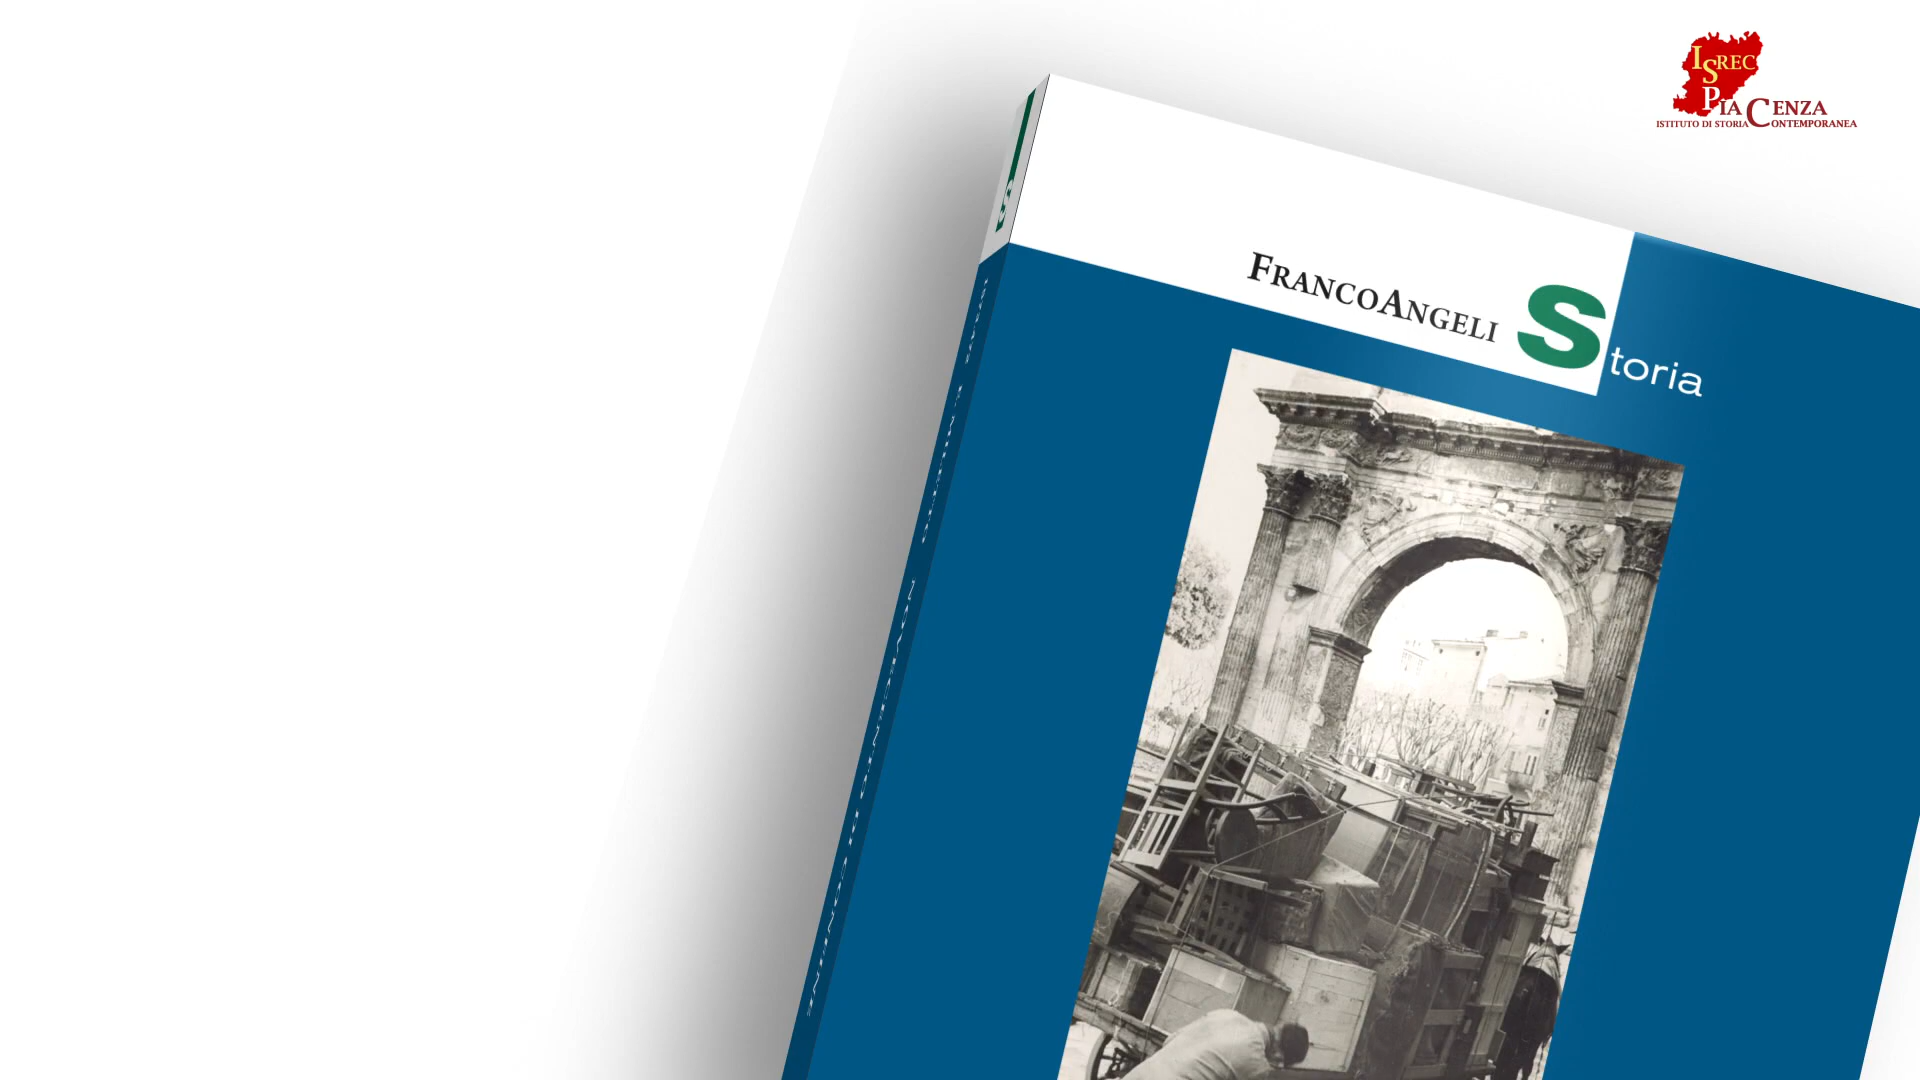 ISREC
PIACENZA
ISTITUTO DI STORIA CONTEMPORANEA
FRANCOANGELI Storia